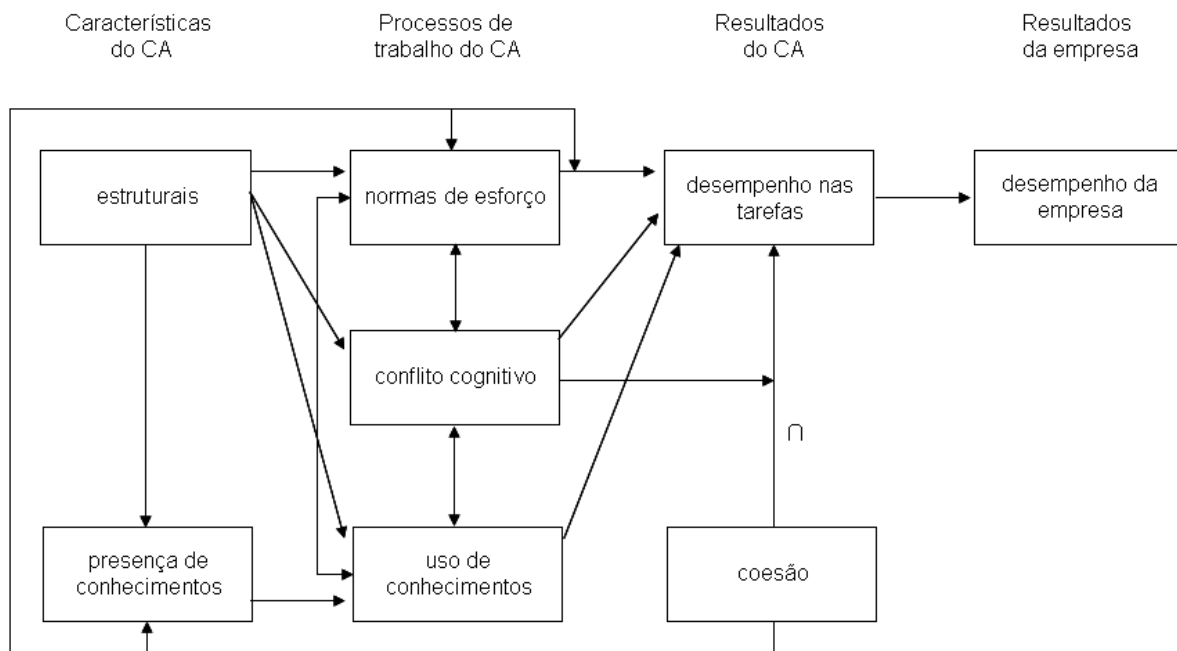 Características
do CA
Processos de
trabalho do CA
Resultados
do CA
Resultados
da empresa
estruturais
normas de esforço
desempenho nas
tarefas
desempenho da
empresa
conflito cognitivo
∩
presença de
conhecimentos
uso de
conhecimentos
coesão